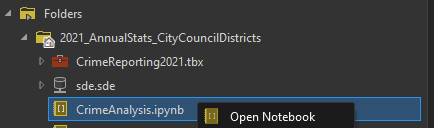 Folders
2021_AnnualStats_CityCouncilDistricts
CrimeReporting2021.tbx
sde.sde
CrimeAnalysis.ipynb
Open Notebook